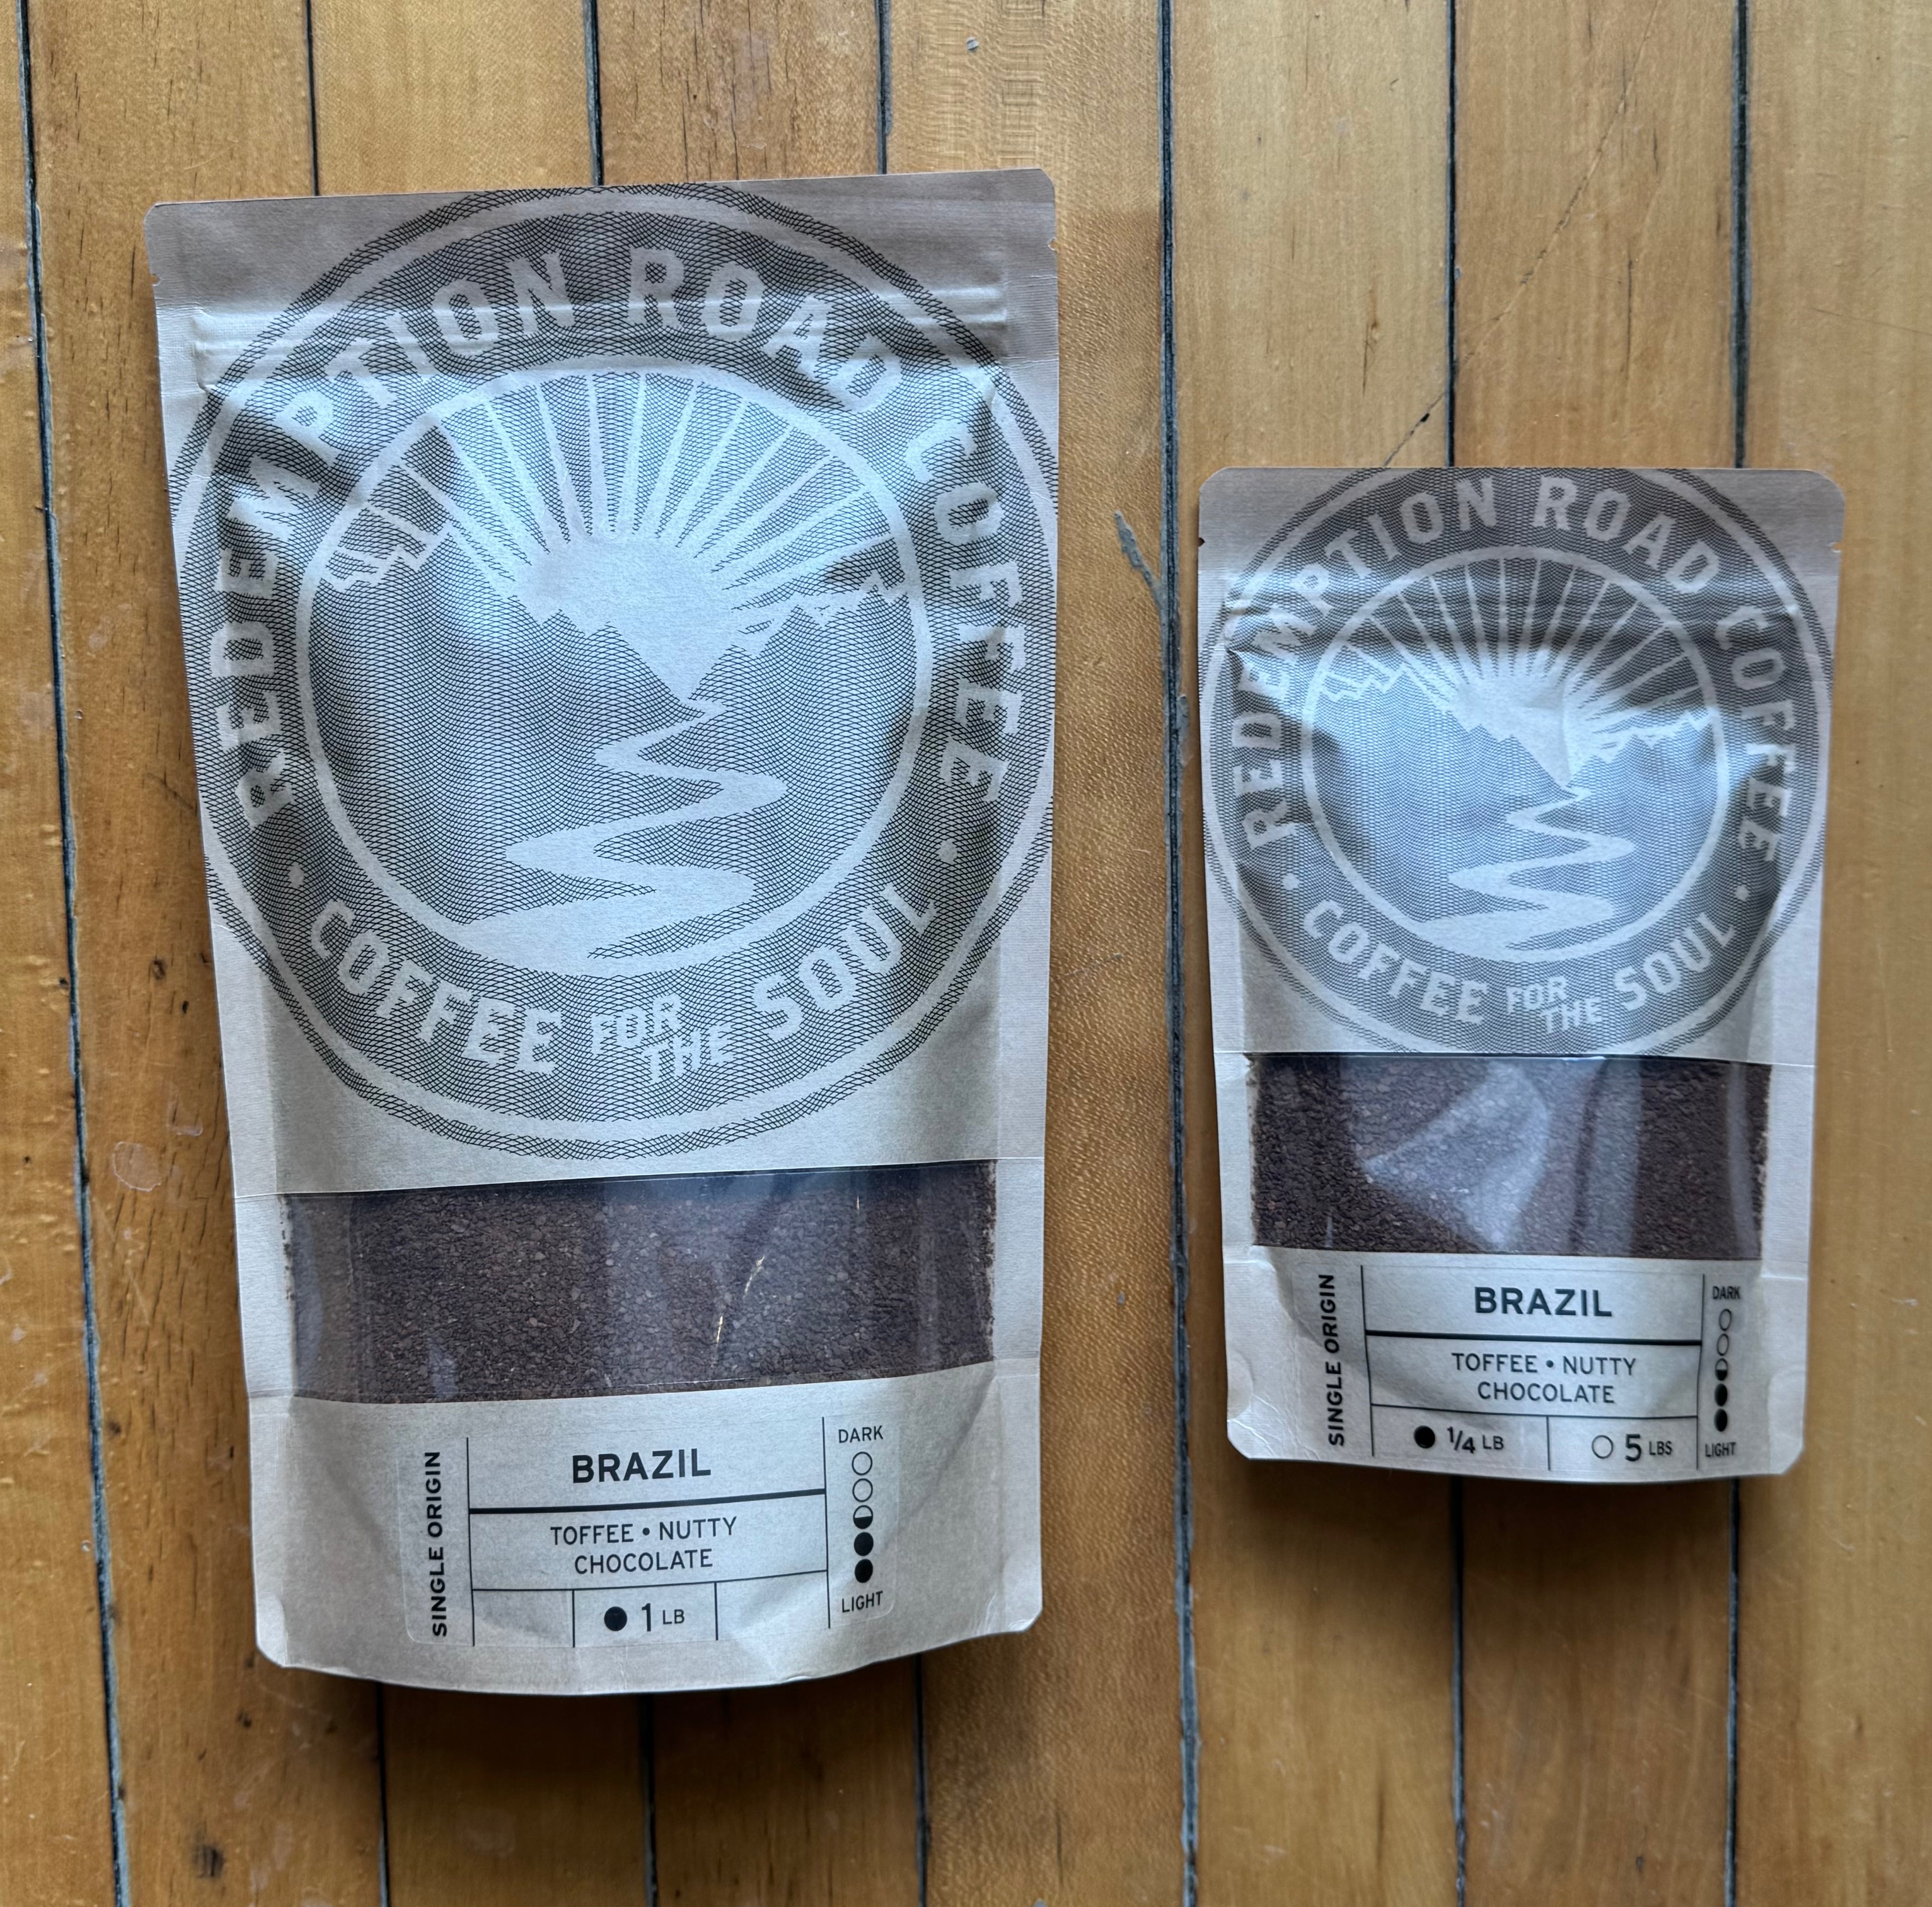 REDEMPTION ROAD COFFEE
• COFFEE FOR THE SOUL •
SINGLE ORIGIN
BRAZIL
TOFFEE • NUTTY
CHOCOLATE
● 1 LB
DARK
LIGHT
REDEMPTION ROAD COFFEE
• COFFEE FOR THE SOUL •
SINGLE ORIGIN
BRAZIL
TOFFEE • NUTTY
CHOCOLATE
● 1/4 LB
○ 5 LBS
DARK
LIGHT